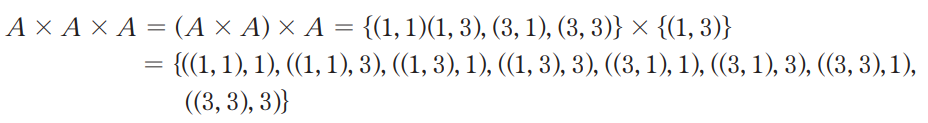 A × A × A = (A × A) × A = {(1, 1)(1, 3), (3, 1), (3, 3)} × {(1, 3)}
= {((1, 1), 1), ((1, 1), 3), ((1, 3), 1), ((1, 3), 3), ((3, 1), 1), ((3, 1), 3), ((3, 3), 1),
((3, 3), 3)}